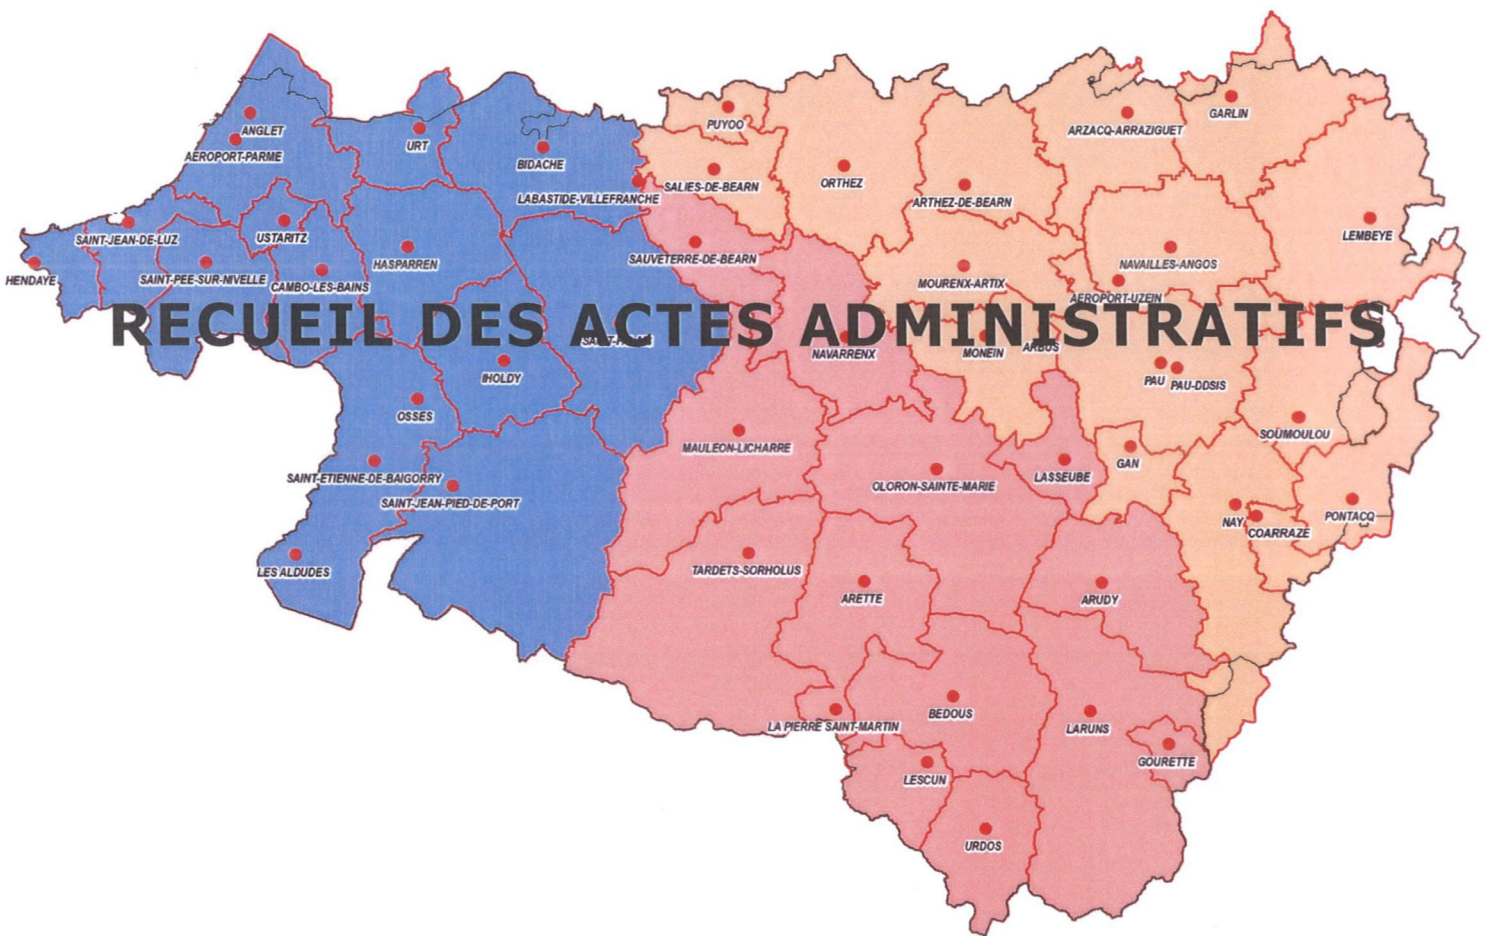 PUYOO
GARLIN
ANGLET
ARZACQ-ARRAZIGUET
URT
AEROPORT-PARME
BIDACHE
ORTHEZ
SALIES-DE-BEARN
LABASTIDE-VILLEFRANCHE
ARTHEZ-DE-BEARN
LEMBEYE
SAINT-JEAN-DE-LUZ
USTARITZ
SAUVETERRE-DE-BEARN
HASPARREN
NAVAILLES-ANGOS
HENDAYE
SAINT-PEE-SUR-NIVELLE
CAMBO-LES-BAINS
MOURENX-ARTIX
AEROPORT-UZEIN
RECUEIL DES ACTES ADMINISTRATIFS
ARBUS
NAVARRENX
MONEIN
IHOLDY
PAU
PAU-DDSIS
OSSES
SOUMOULOU
MAULEON-LICHARRE
GAN
SAINT-ETIENNE-DE-BAIGORRY
LASSEUBE
OLORON-SAINTE-MARIE
SAINT-JEAN-PIED-DE-PORT
PONTACQ
NAY
COARRAZE
LES ALDUDES
TARDETS-SORHOLUS
ARETTE
ARUDY
BEDOUS
LA PIERRE SAINT-MARTIN
LARUNS
GOURETTE
LESCUN
URDOS